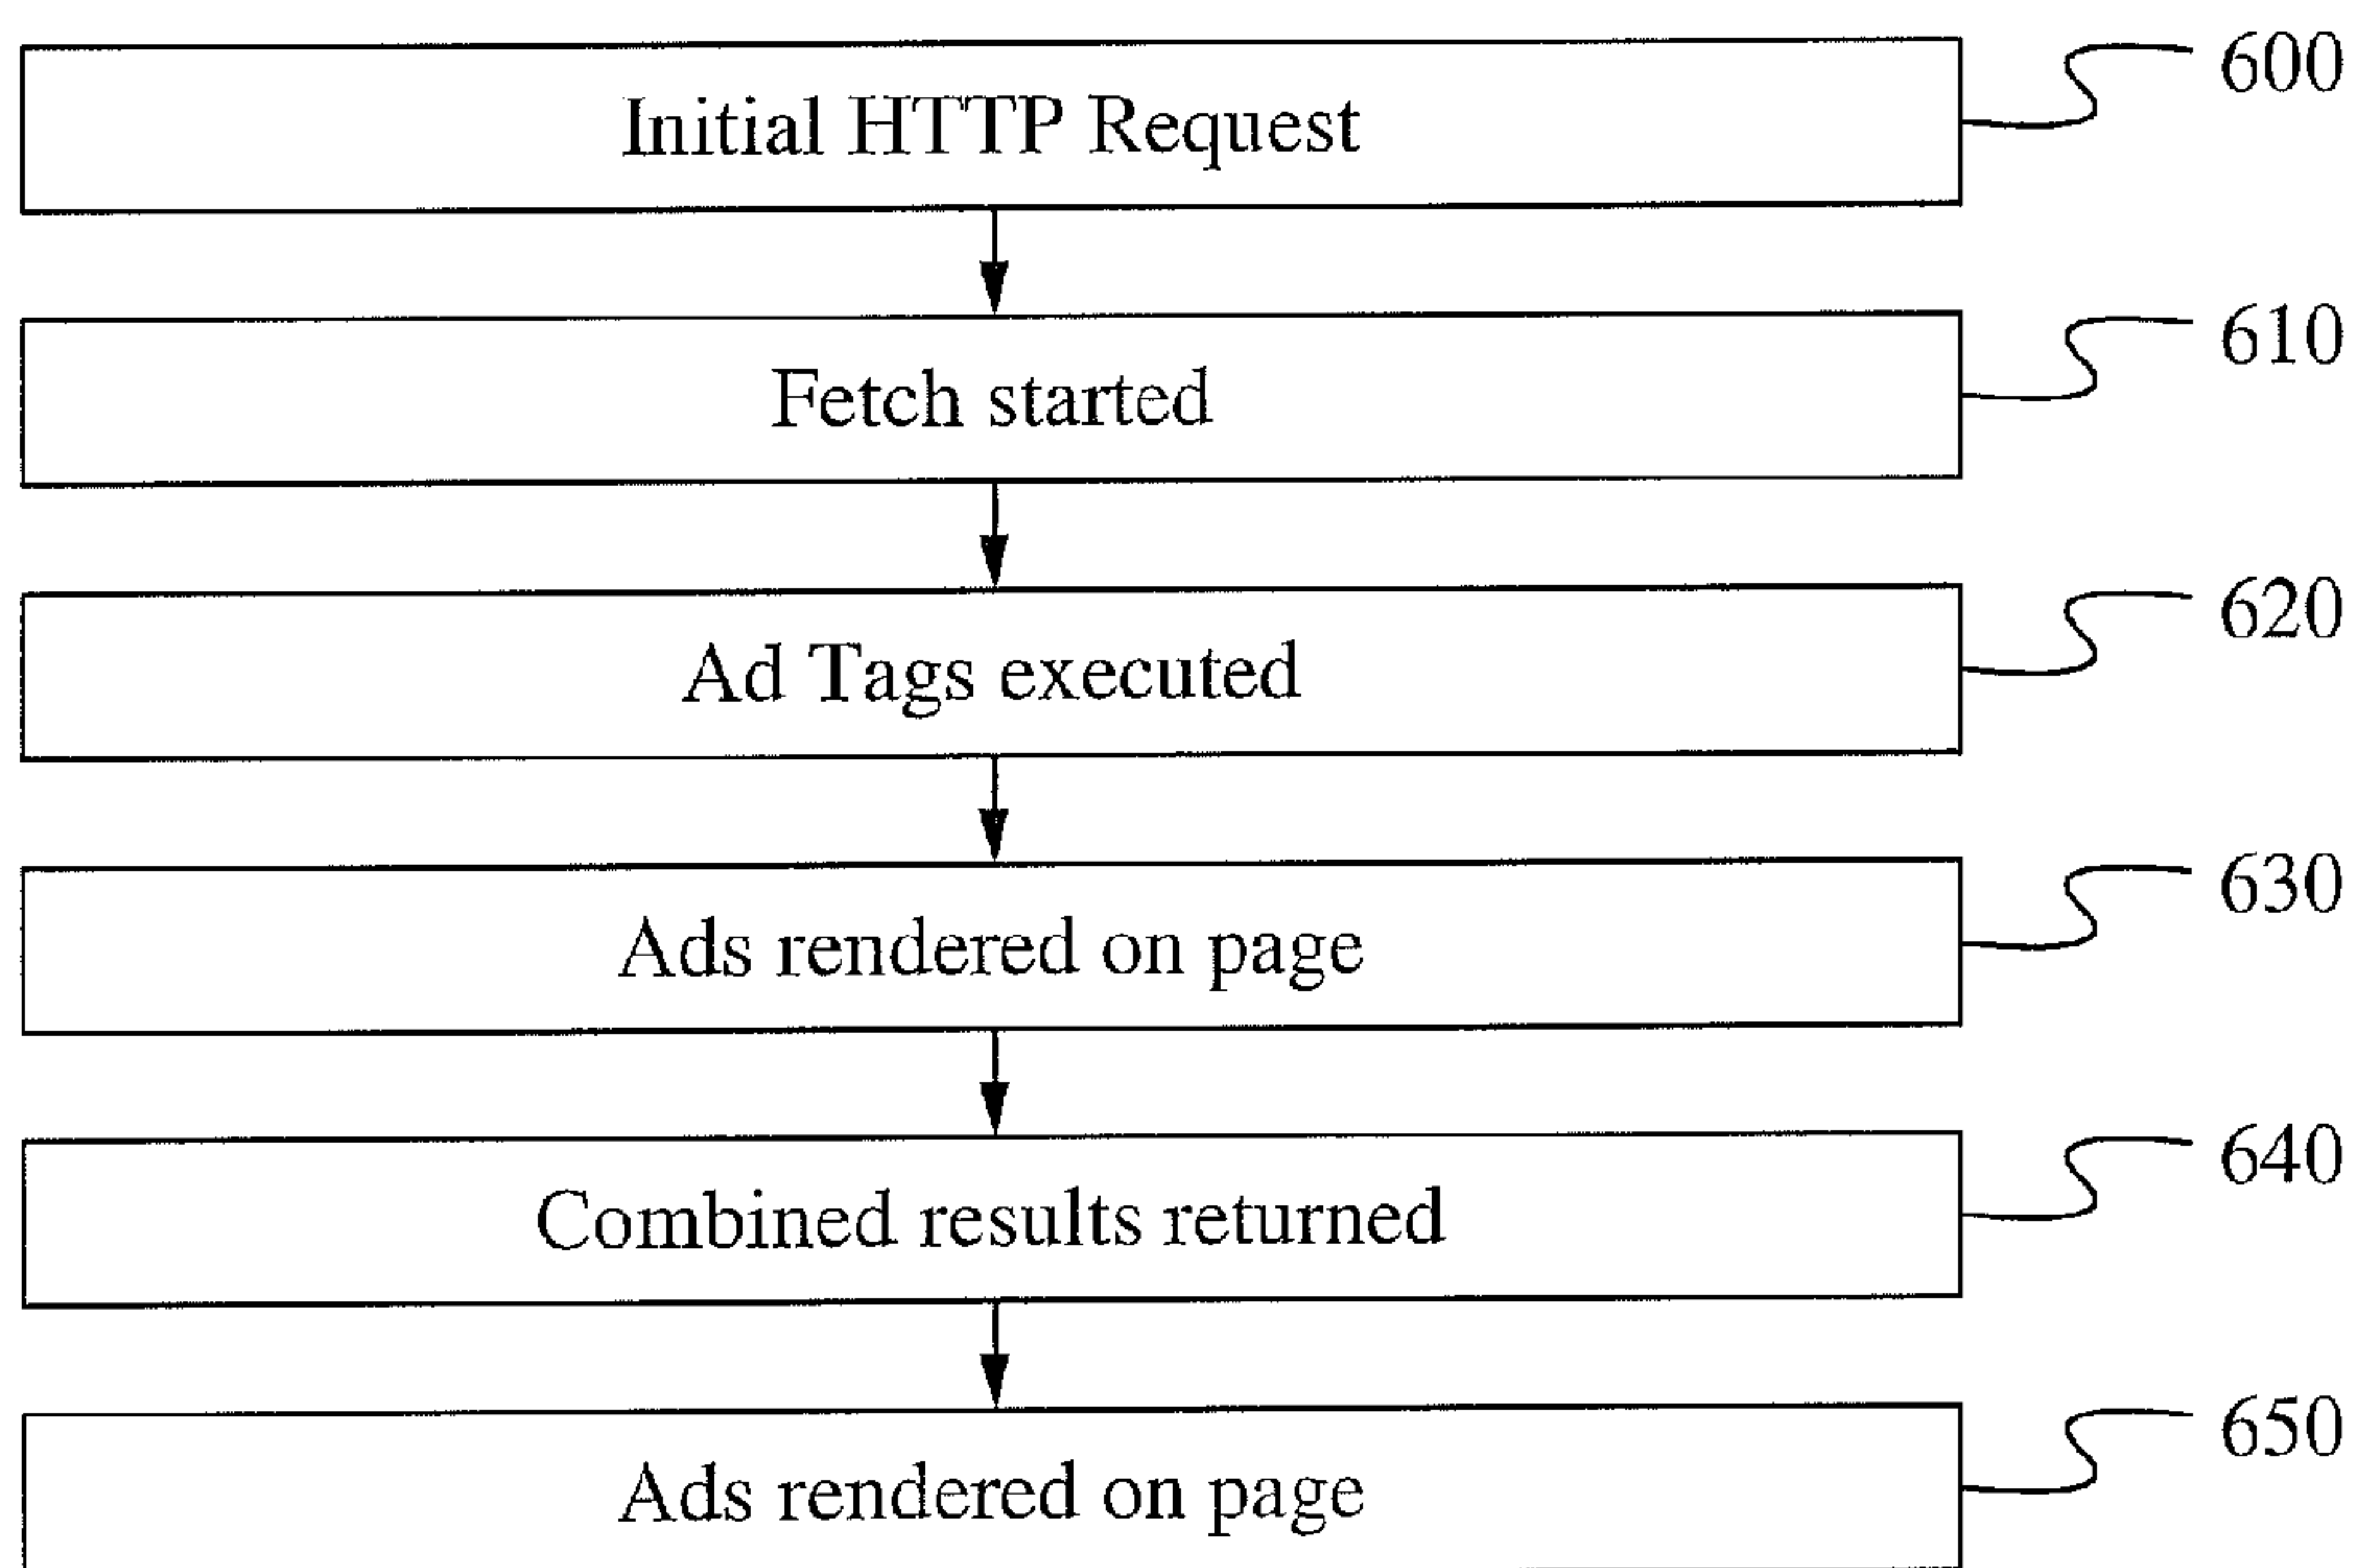 Initial HTTP Request 600
Fetch started 610
Ad Tags executed 620
Ads rendered on page 630
Combined results returned 640
Ads rendered on page 650